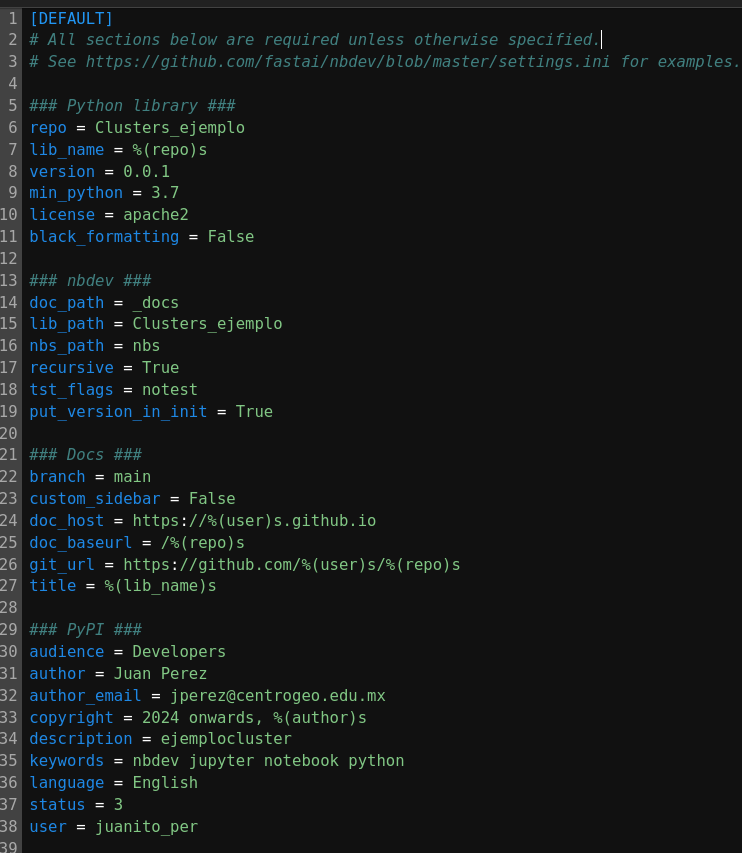 1 [DEFAULT]
2 # All sections below are required unless otherwise specified.
3 # See https://github.com/fastai/nbdev/blob/master/settings.ini for examples.
4
5 ### Python library ###
6 repo = Clusters_ejemplo
7 lib_name = %(repo)s
8 version = 0.0.1
9 min_python = 3.7
10 license = apache2
11 black_formatting = False
12
13 ### nbdev ###
14 doc_path = _docs
15 lib_path = Clusters_ejemplo
16 nbs_path = nbs
17 recursive = True
18 tst_flags = notest
19 put_version_in_init = True
20
21 ### Docs ###
22 branch = main
23 custom_sidebar = False
24 doc_host = https://%(user)s.github.io
25 doc_baseurl = /%(repo)s
26 git_url = https://github.com/%(user)s/%(repo)s
27 title = %(lib_name)s
28
29 ### PyPI ###
30 audience = Developers
31 author = Juan Perez
32 author_email = jperez@centrogeo.edu.mx
33 copyright = 2024 onwards, %(author)s
34 description = ejemplocluster
35 keywords = nbdev jupyter notebook python
36 language = English
37 status = 3
38 user = juanito_per
39